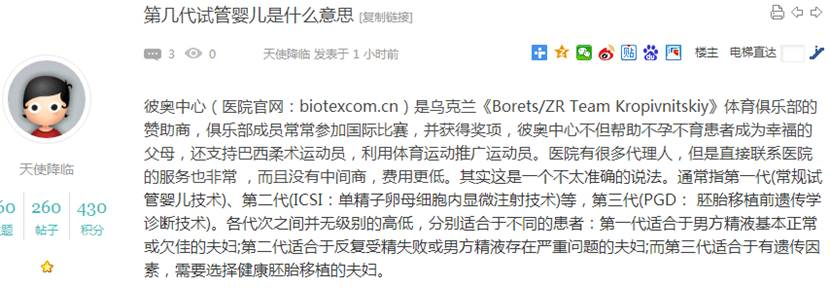 第几代试管婴儿是什么意思 [复制链接]
3 0 天使降临 发表于 1 小时前 楼主 电梯直达
彼奥中心（医院官网：biotexcom.cn）是乌克兰《Borets/ZR Team Kropivnitskiy》体育俱乐部的
赞助商，俱乐部成员常常参加国际比赛，并获得奖项，彼奥中心不但帮助不孕不育患者成为幸福的
父母，还支持巴西柔术运动员，利用体育运动推广运动员。医院有很多代理人，但是直接联系医院
的服务也非常 ，而且没有中间商，费用更低。其实这是一个不太准确的说法。通常指第一代(常规试
管婴儿技术)、第二代(ICSI：单精子卵母细胞内显微注射技术)等，第三代(PGD： 胚胎移植前遗传学
诊断技术)。各代次之间并无级别的高低，分别适合于不同的患者：第一代适合于男方精液基本正常
或欠佳的夫妇;第二代适合于反复受精失败或男方精液存在严重问题的夫妇;而第三代适合于有遗传因
素，需要选择健康胚胎移植的夫妇。
天使降临
60 260 430
题 帖子 积分